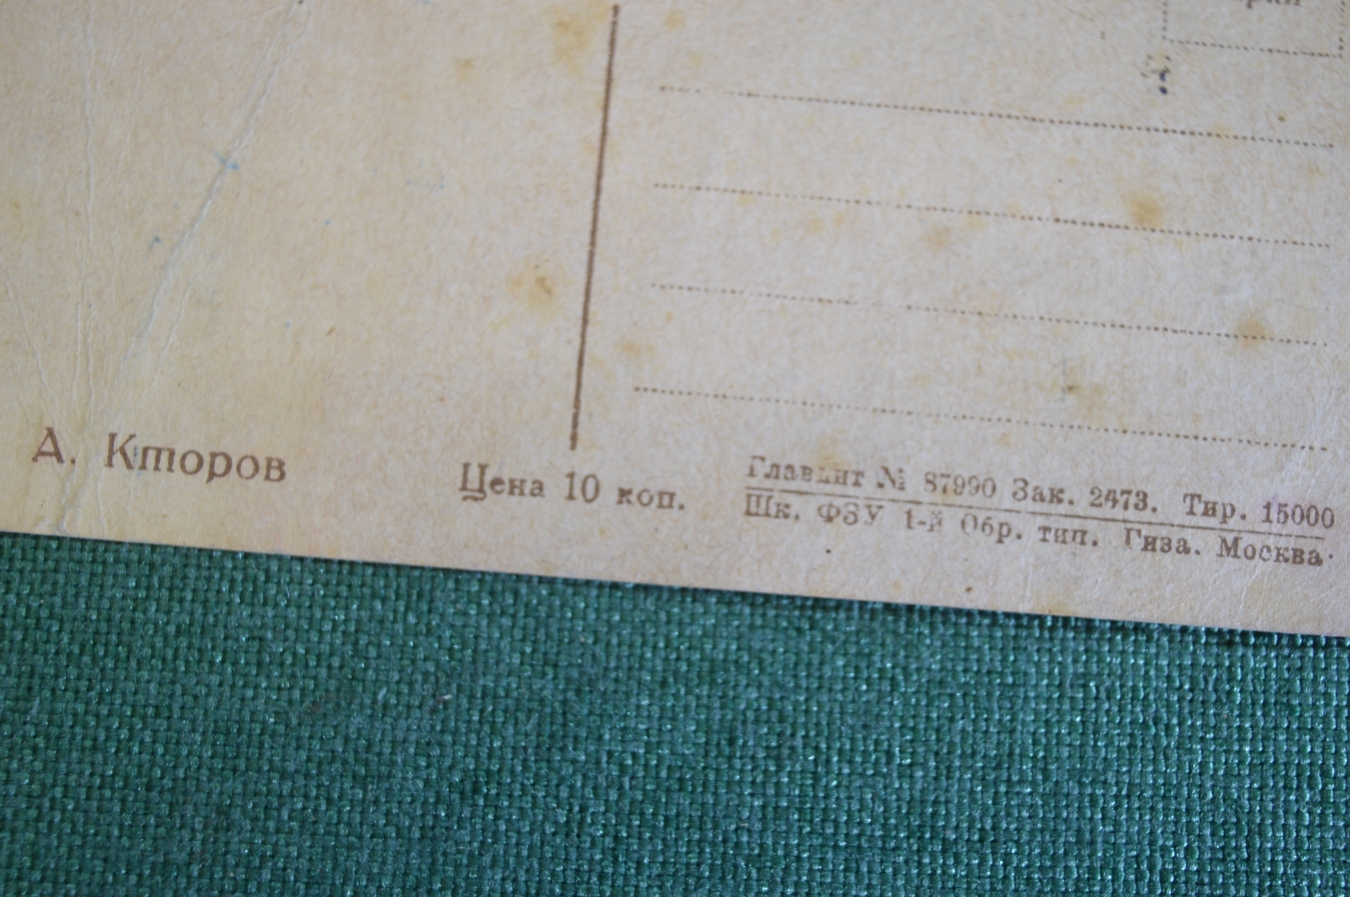 А. Кторов
Цена 10 коп.
Главлит № 87990 Зак. 2473. Тир. 15000
Шк. ФЗУ 1-й Обр. тип. Гиза. Москва.